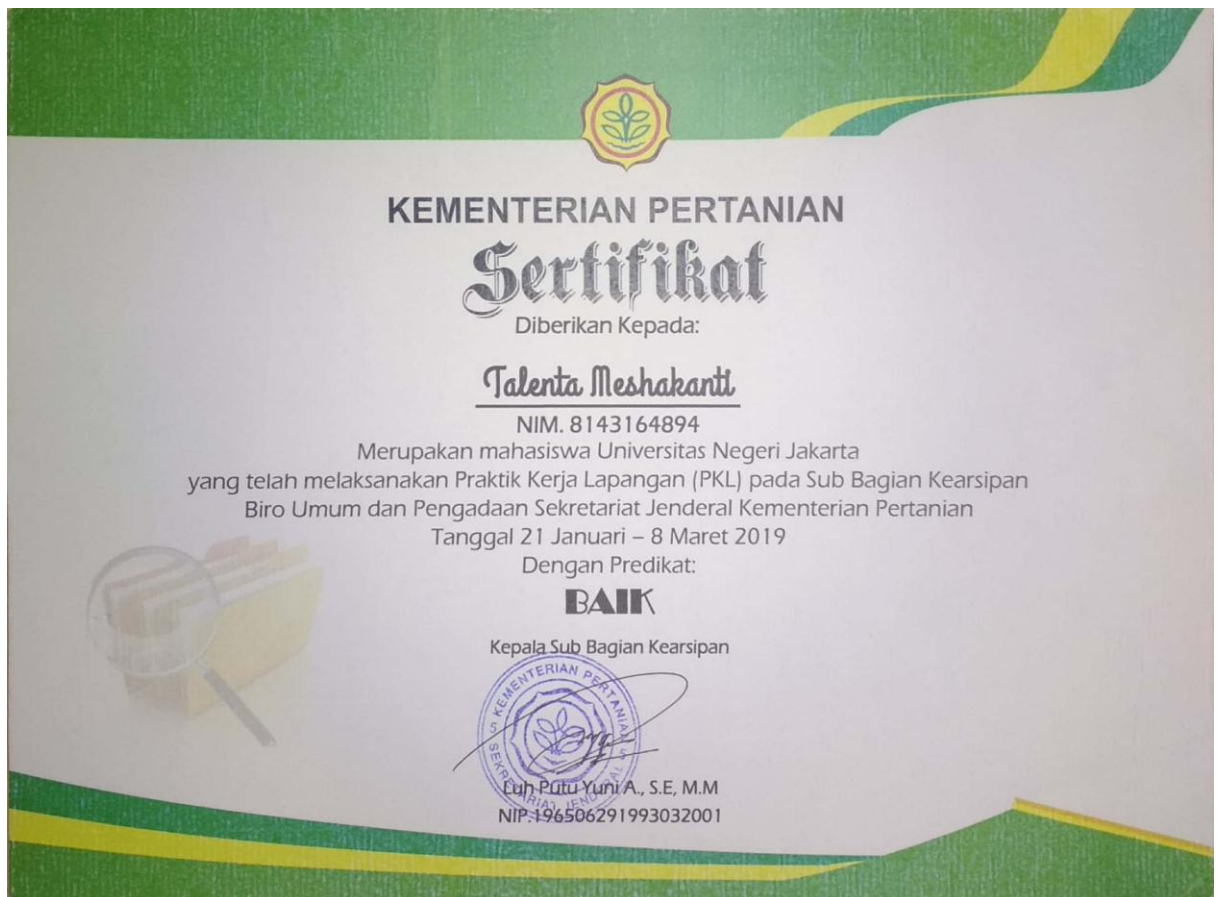 KEMENTERIAN PERTANIAN
Sertifikat
Diberikan Kepada:
Talenta Meshakanti
NIM. 8143164894
Merupakan mahasiswa Universitas Negeri Jakarta
yang telah melaksanakan Praktik Kerja Lapangan (PKL) pada Sub Bagian Kearsipan
Biro Umum dan Pengadaan Sekretariat Jenderal Kementerian Pertanian
Tanggal 21 Januari – 8 Maret 2019
Dengan Predikat:
BAIK
Kepala Sub Bagian Kearsipan
KEMENTERIAN PERTANIAN
SEKRETARIAT JENDERAL
Luh Putu Yuni A., S.E, M.M
NIP.196506291993032001